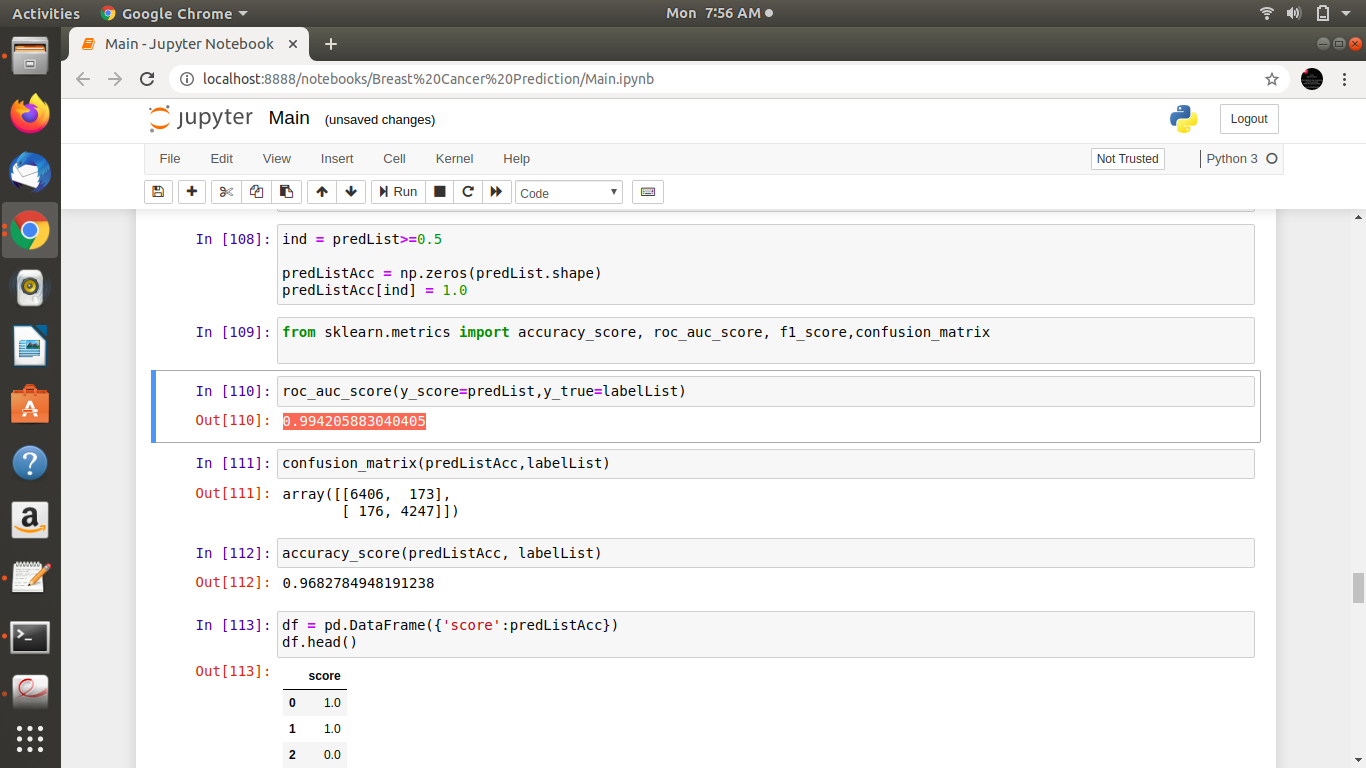 Activities Google Chrome Mon 7:56 AM
Main - Jupyter Notebook
localhost:8888/notebooks/Breast%20Cancer%20Prediction/Main.ipynb
jupyter Main (unsaved changes) Logout
File Edit View Insert Cell Kernel Help Not Trusted Python 3
Run Code
In [108]: ind = predList>=0.5
predListAcc = np.zeros(predList.shape)
predListAcc[ind] = 1.0
In [109]: from sklearn.metrics import accuracy_score, roc_auc_score, f1_score,confusion_matrix
In [110]: roc_auc_score(y_score=predList,y_true=labelList)
Out[110]: 0.994205883040405
In [111]: confusion_matrix(predListAcc,labelList)
Out[111]: array([[6406,  173],
[ 176, 4247]])
In [112]: accuracy_score(predListAcc, labelList)
Out[112]: 0.9682784948191238
In [113]: df = pd.DataFrame({'score':predListAcc})
df.head()
Out[113]:
score
0 1.0
1 1.0
2 0.0